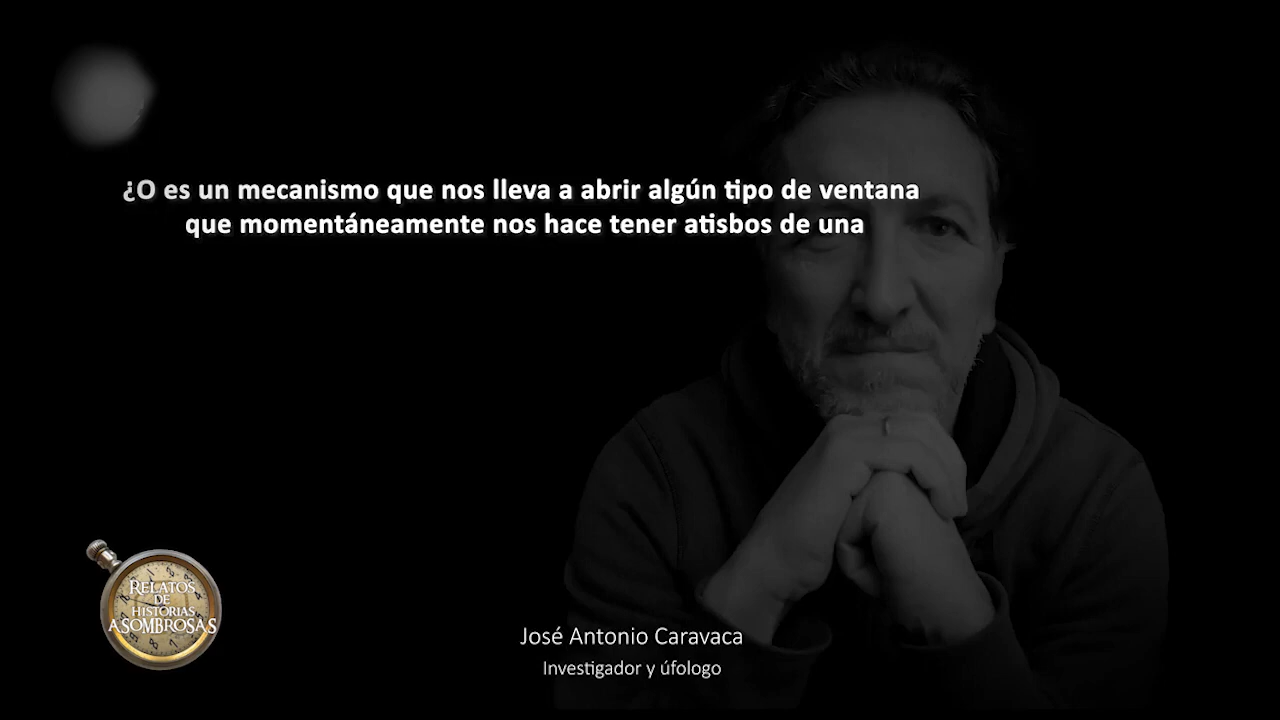 ¿O es un mecanismo que nos lleva a abrir algún tipo de ventana
que momentáneamente nos hace tener atisbos de una
RELATOS
DE
HISTORIAS
ASOMBROSAS
José Antonio Caravaca
Investigador y úfologo